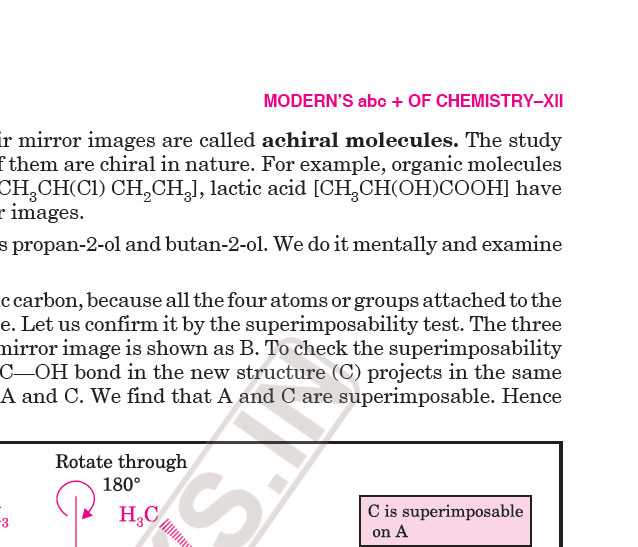 MODERN'S abc + OF CHEMISTRY–XII
ir mirror images are called achiral molecules. The study
f them are chiral in nature. For example, organic molecules
CH₃CH(Cl) CH₂CH₃], lactic acid [CH₃CH(OH)COOH] have
r images.
s propan-2-ol and butan-2-ol. We do it mentally and examine
c carbon, because all the four atoms or groups attached to the
e. Let us confirm it by the superimposability test. The three
mirror image is shown as B. To check the superimposability
C—OH bond in the new structure (C) projects in the same
A and C. We find that A and C are superimposable. Hence
Rotate through
180°
H₃C
C is superimposable
on A